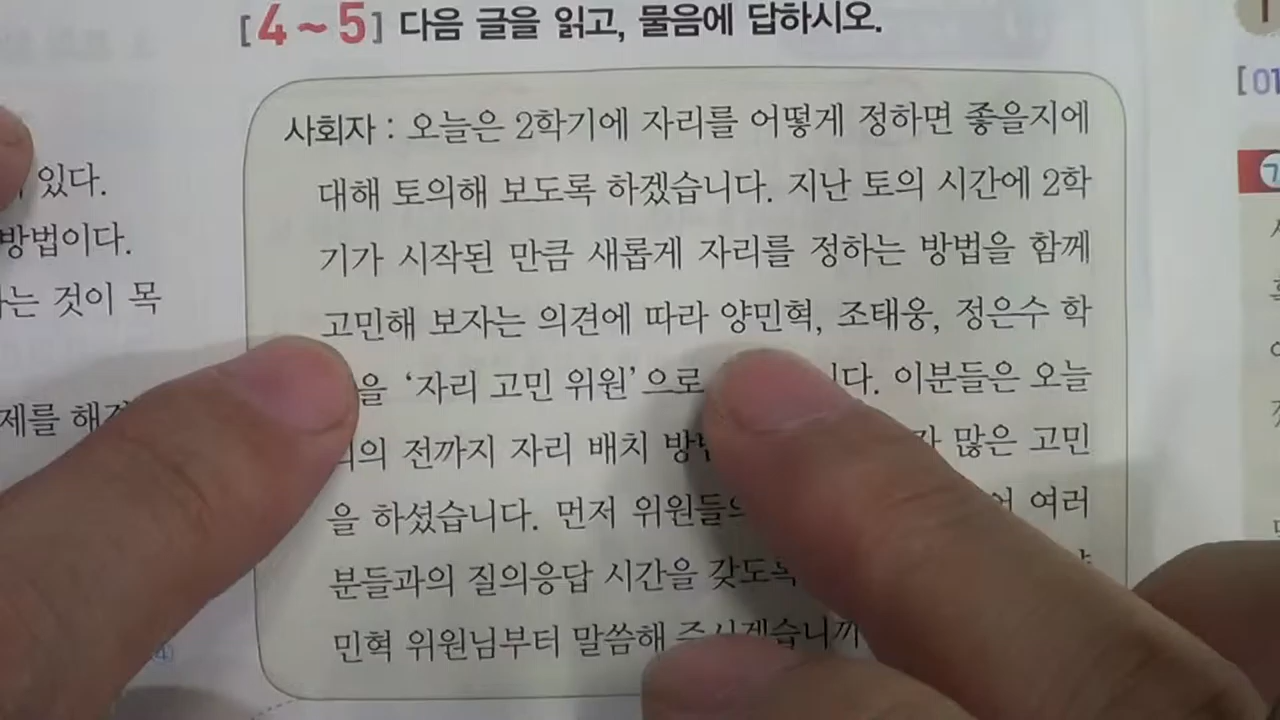 [4~5] 다음 글을 읽고, 물음에 답하시오.
[01
있다.
방법이다.
는 것이 목
제를
사회자 : 오늘은 2학기에 자리를 어떻게 정하면 좋을지에
대해 토의해 보도록 하겠습니다. 지난 토의 시간에 2학
기가 시작된 만큼 새롭게 자리를 정하는 방법을 함께
고민해 보자는 의견에 따라 양민혁, 조태웅, 정은수 학
을 '자리 고민 위원'으로 이분들은 오늘
전까지 자리 배치 많은 고민
을 하셨습니다. 먼저 여러
분들과의 질의응답 시간을
민혁 위원님부터 말씀해
④